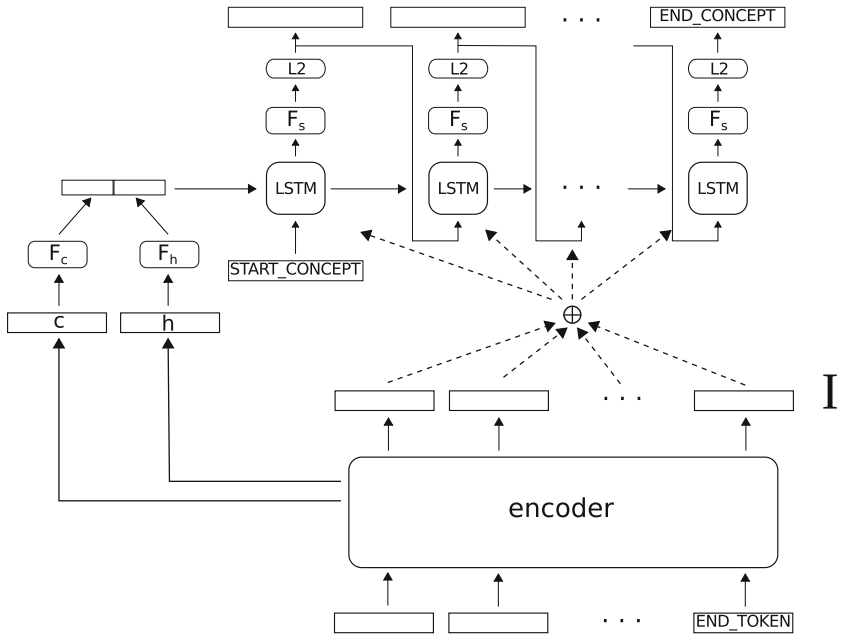 . . . END_CONCEPT
L2 L2 L2
Fs Fs Fs
LSTM LSTM . . . LSTM
Fc Fh
START_CONCEPT
c h
. . . I
encoder
. . . END_TOKEN